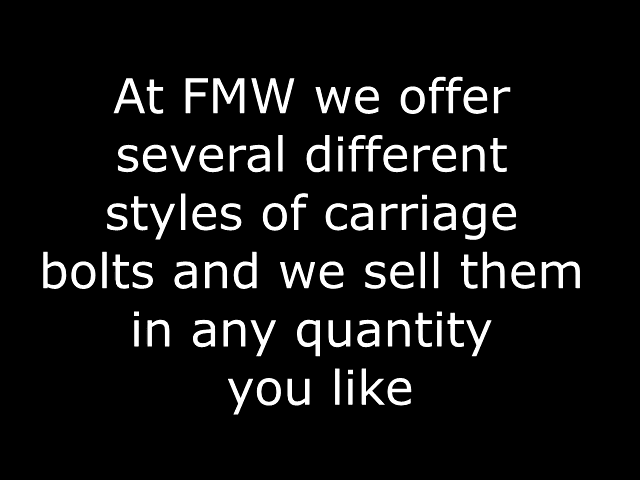 At FMW we offer
several different
styles of carriage
bolts and we sell them
in any quantity
you like